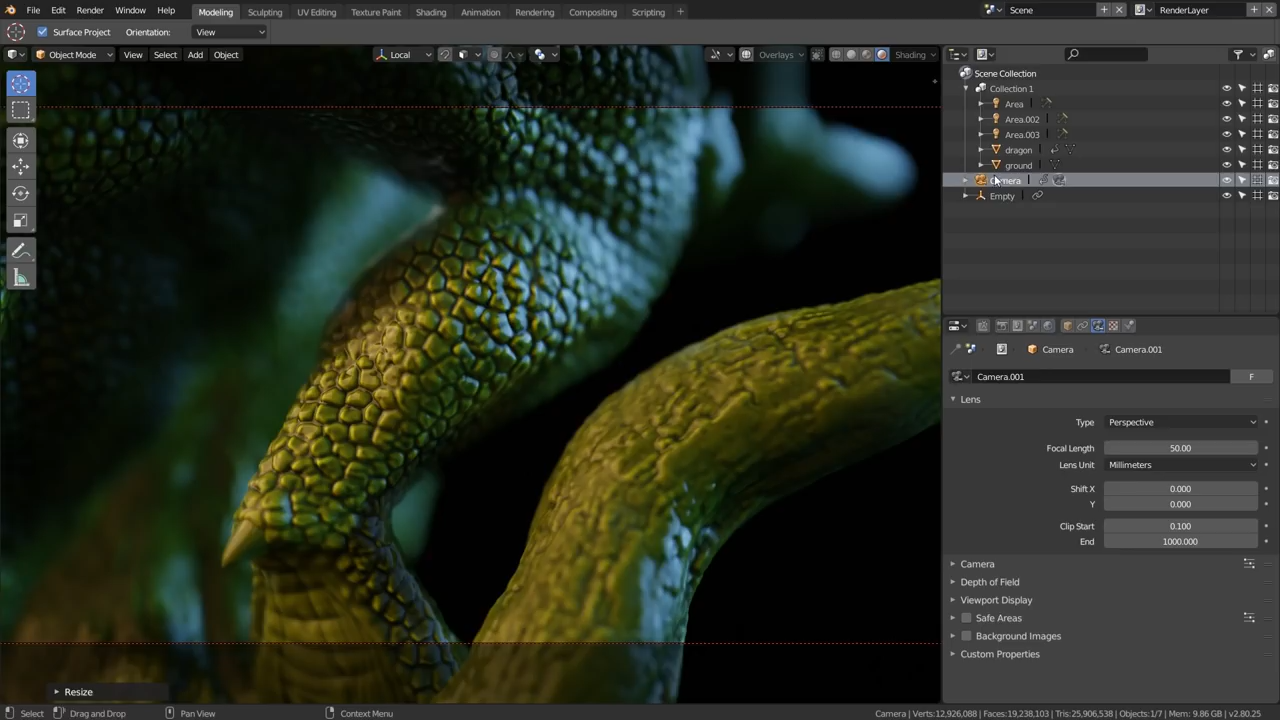 File Edit Render Window Help Modeling Sculpting UV Editing Texture Paint Shading Animation Rendering Compositing Scripting + Scene RenderLayer
Surface Project Orientation: View
Object Mode View Select Add Object Local Overlays Shading
Scene Collection
Collection 1
Area
Area.002
Area.003
dragon
ground
Camera
Empty
Camera Camera.001
Camera.001 F
Lens
Type Perspective
Focal Length 50.00
Lens Unit Millimeters
Shift X 0.000
Y 0.000
Clip Start 0.100
End 1000.000
Camera
Depth of Field
Viewport Display
Safe Areas
Background Images
Custom Properties
Resize
Select Drag and Drop Pan View Context Menu Camera | Verts:12,926,088 | Faces:19,238,103 | Tris:25,906,538 | Objects:1/7 | Mem: 9.86 GB | v2.80.25